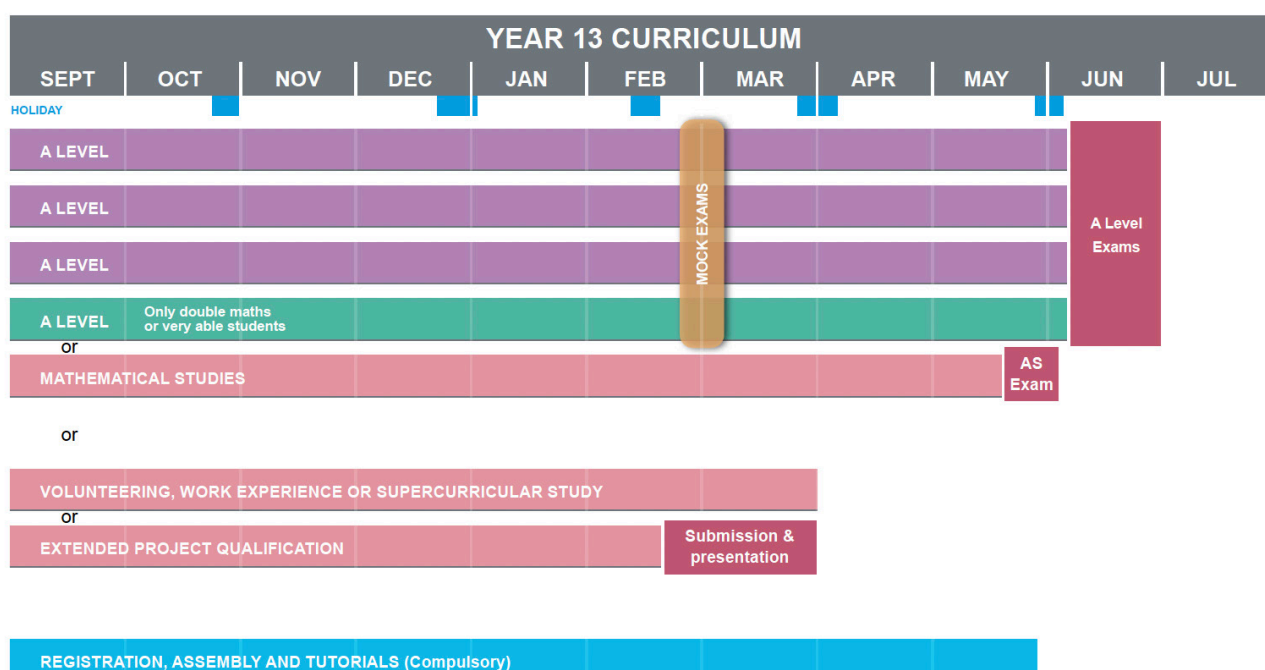 YEAR 13 CURRICULUM
SEPT OCT NOV DEC JAN FEB MAR APR MAY JUN JUL
HOLIDAY
A LEVEL
A LEVEL
A LEVEL
MOCK EXAMS
A Level
Exams
A LEVEL
Only double maths
or very able students
or
MATHEMATICAL STUDIES
AS
Exam
or
VOLUNTEERING, WORK EXPERIENCE OR SUPERCURRICULAR STUDY
or
EXTENDED PROJECT QUALIFICATION
Submission &
presentation
REGISTRATION, ASSEMBLY AND TUTORIALS (Compulsory)